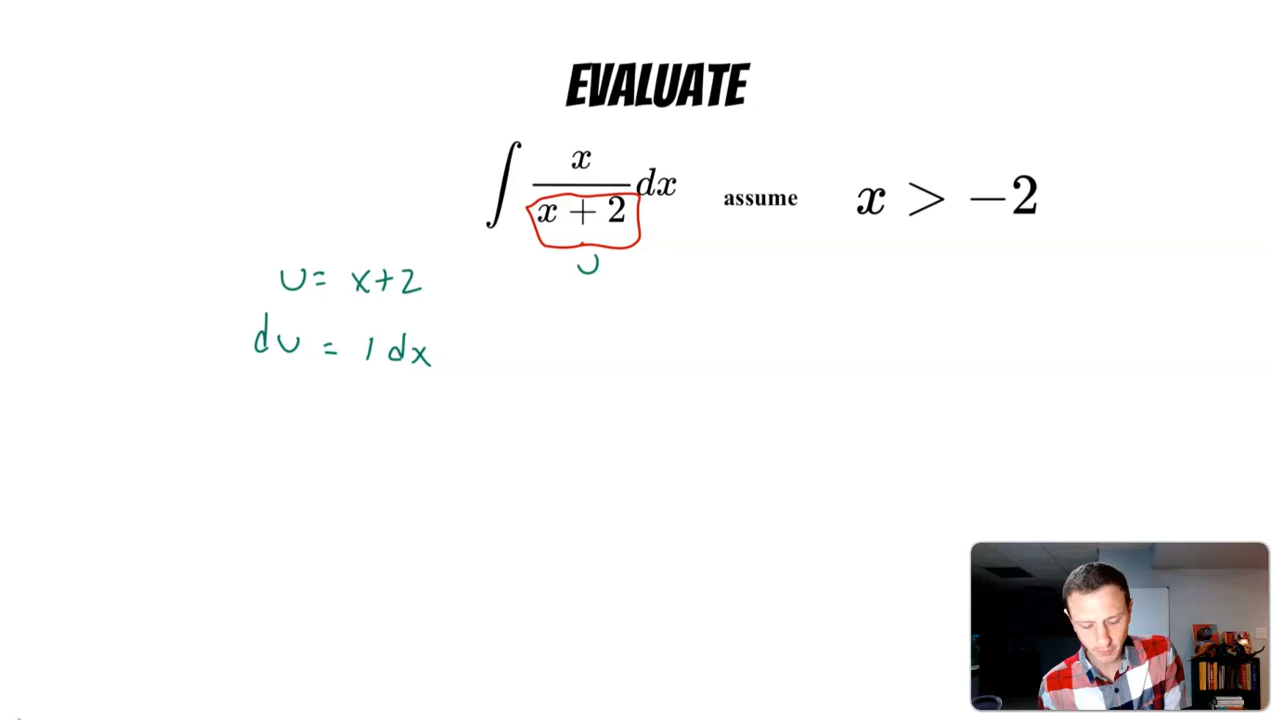 EVALUATE
∫ x/(x + 2) dx assume x > −2
u
u = x+2
du = 1 dx